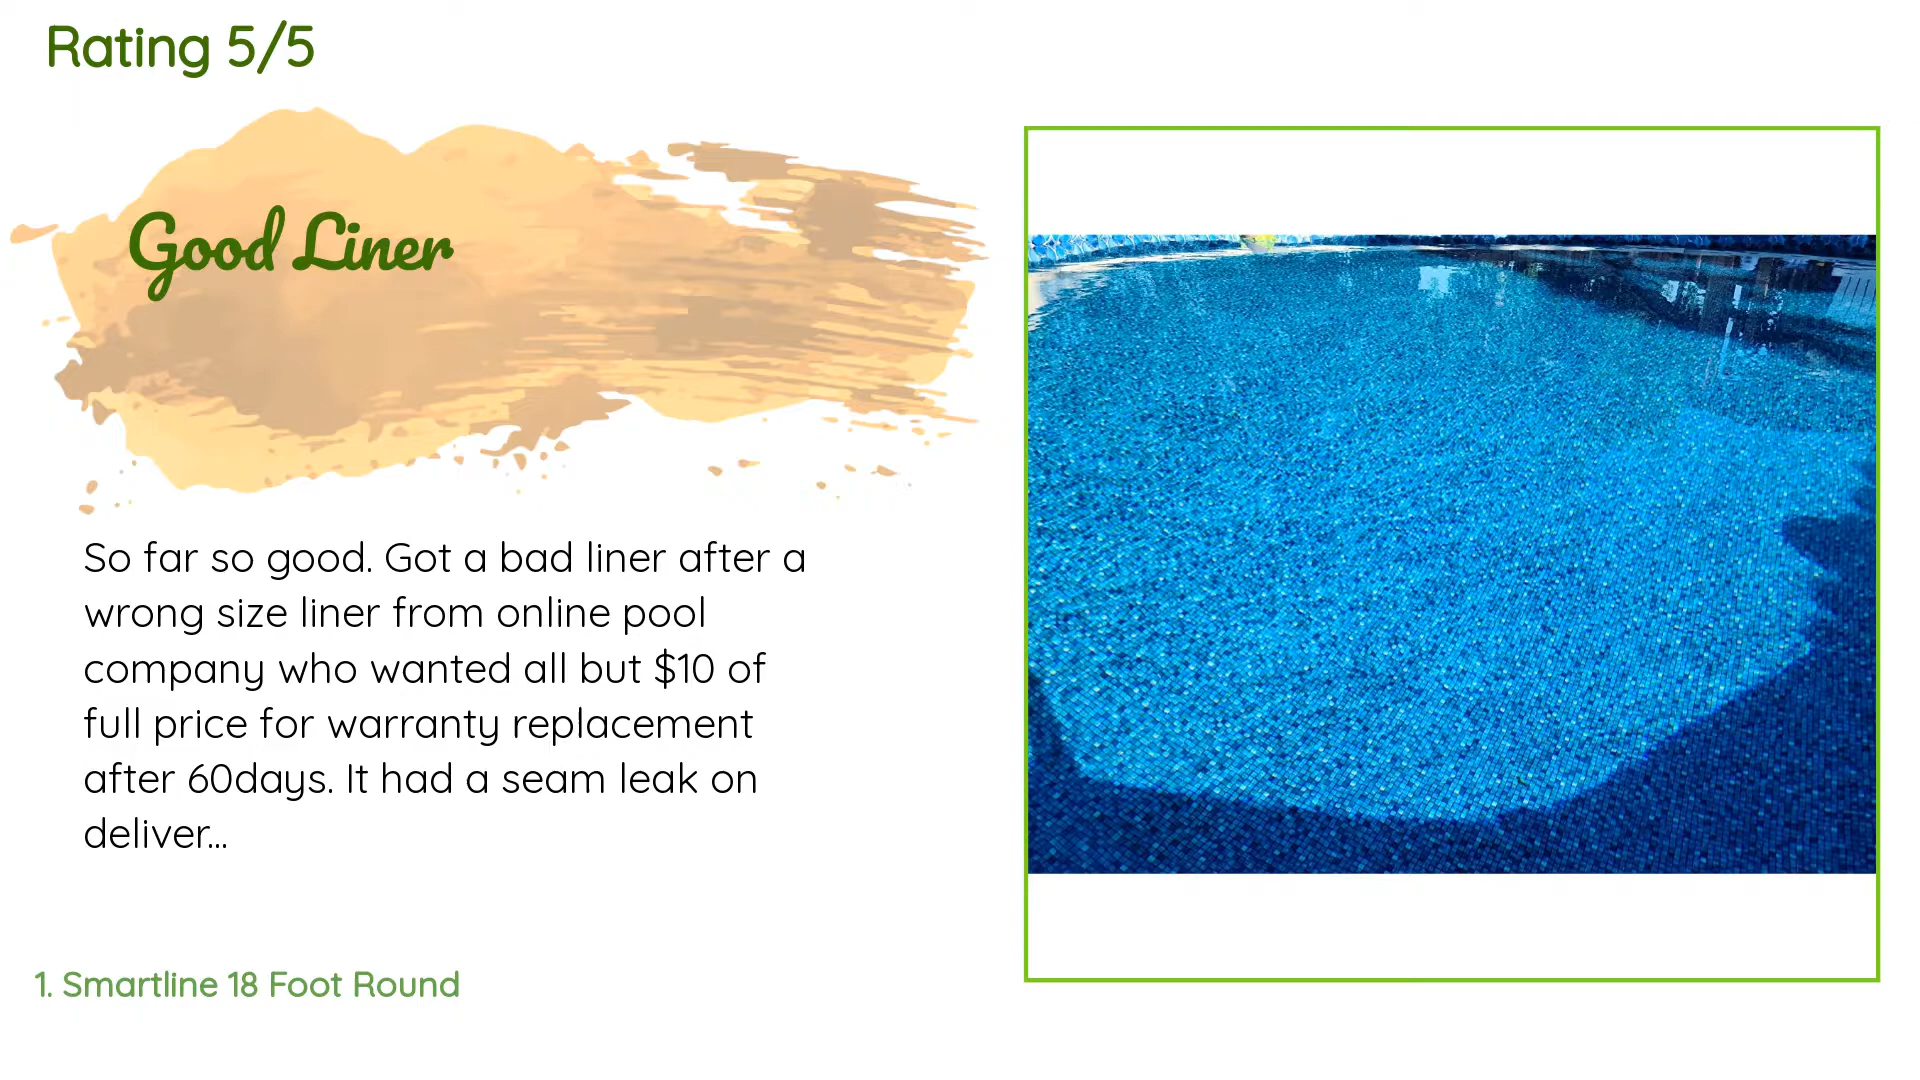 Rating 5/5
Good Liner
So far so good. Got a bad liner after a
wrong size liner from online pool
company who wanted all but $10 of
full price for warranty replacement
after 60days. It had a seam leak on
deliver...
1. Smartline 18 Foot Round